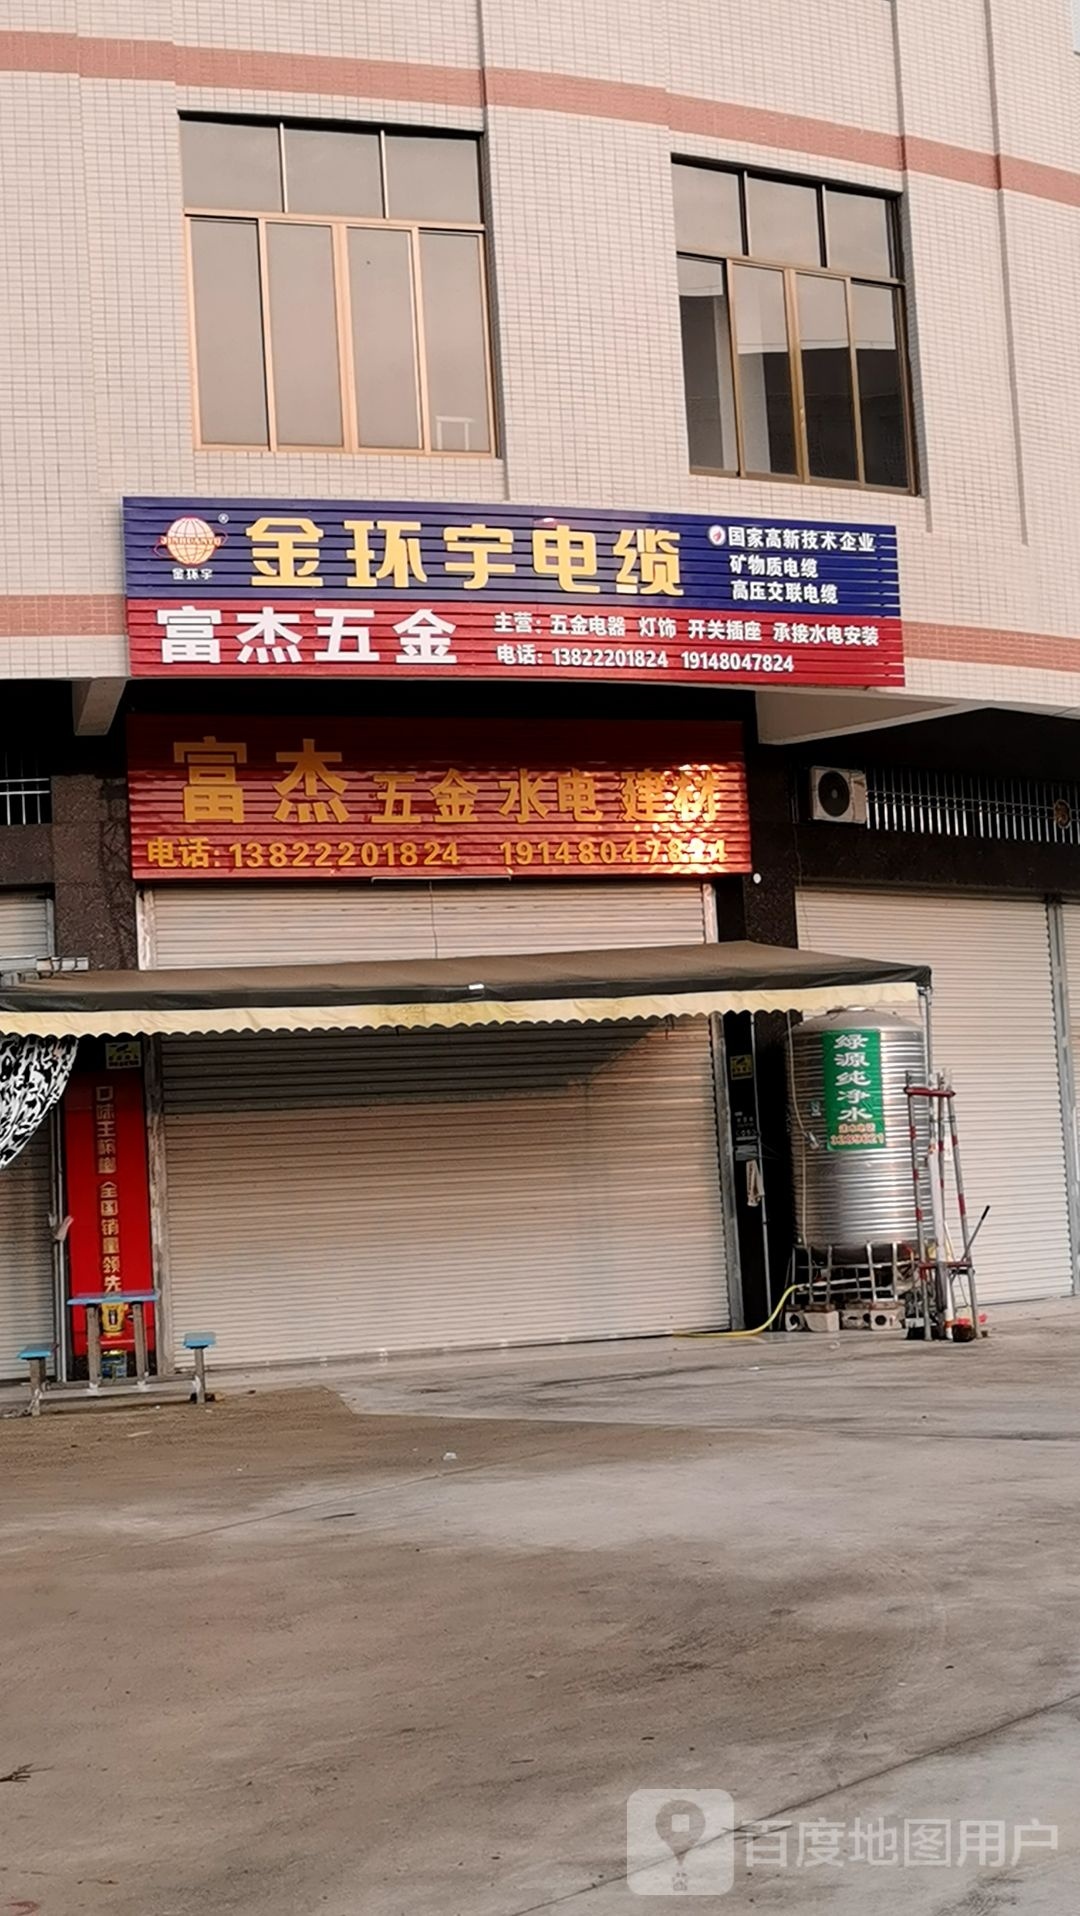 JINHUANYU ®
金环宇
金环宇电缆
国家高新技术企业
矿物质电缆
高压交联电缆
富杰五金
主营：五金电器 灯饰 开关插座 承接水电安装
电话：13822201824 19148047824
富杰五金水电建材
电话：13822201824 19148047824
绿源纯净水
口味王槟榔 全国销量领先
百度地图用户